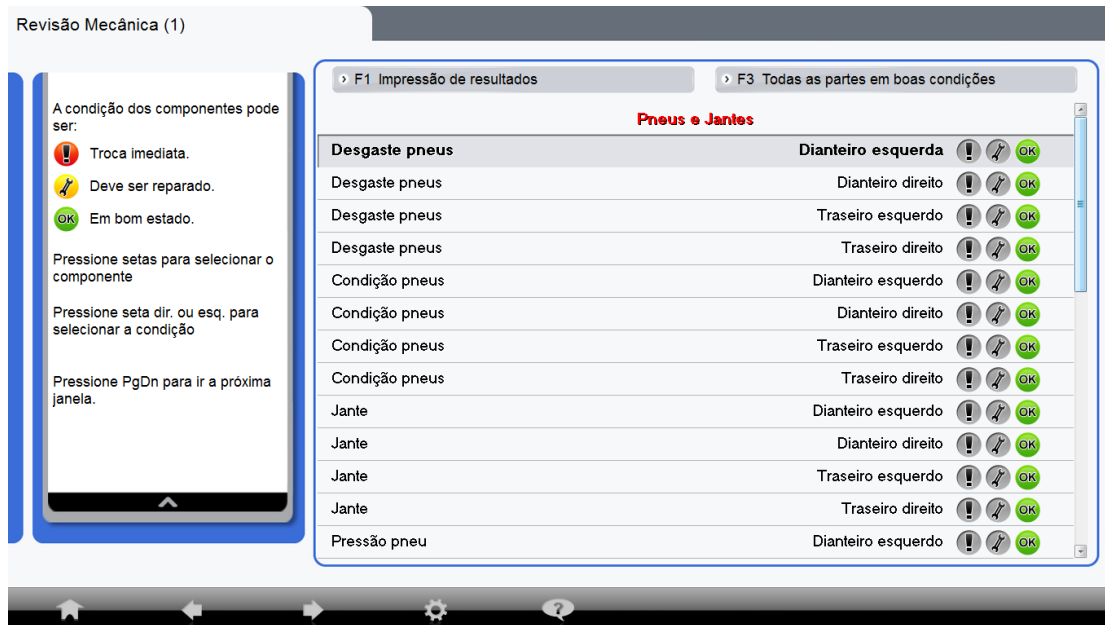 Revisão Mecânica (1)
A condição dos componentes pode
ser:
Troca imediata.
Deve ser reparado.
OK Em bom estado.
Pressione setas para selecionar o
componente
Pressione seta dir. ou esq. para
selecionar a condição
Pressione PgDn para ir a próxima
janela.
F1 Impressão de resultados
F3 Todas as partes em boas condições
Pneus e Jantes
Desgaste pneus Dianteiro esquerda OK
Desgaste pneus Dianteiro direito OK
Desgaste pneus Traseiro esquerdo OK
Desgaste pneus Traseiro direito OK
Condição pneus Dianteiro esquerdo OK
Condição pneus Dianteiro direito OK
Condição pneus Traseiro esquerdo OK
Condição pneus Traseiro direito OK
Jante Dianteiro esquerdo OK
Jante Dianteiro direito OK
Jante Traseiro esquerdo OK
Jante Traseiro direito OK
Pressão pneu Dianteiro esquerdo OK